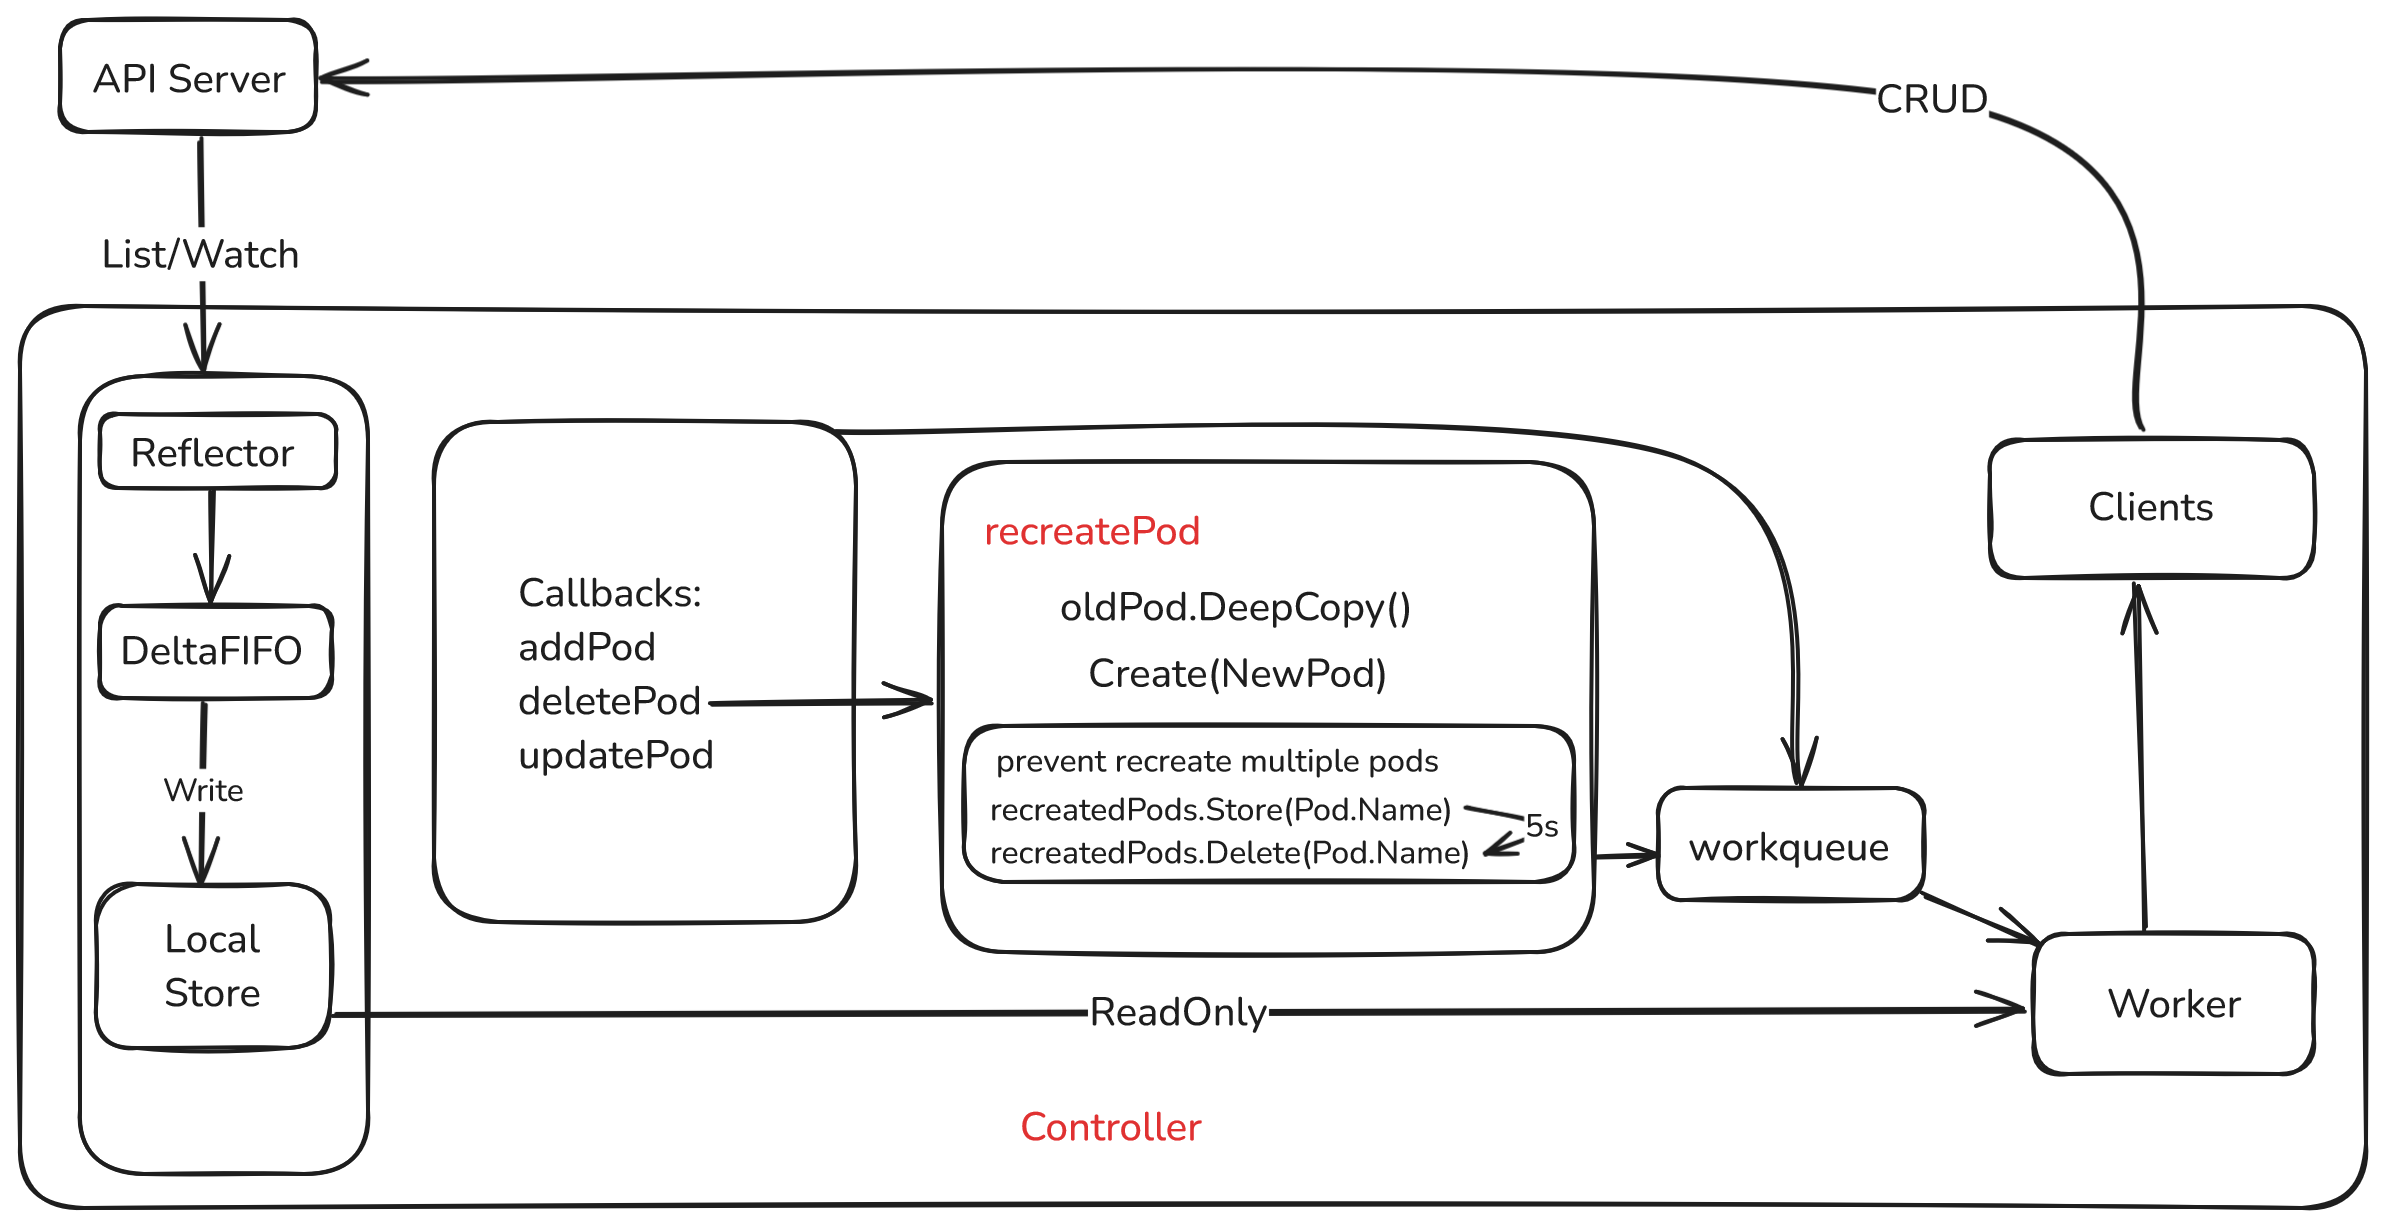 API Server
CRUD
List/Watch
Reflector
DeltaFIFO
Write
Local
Store
Callbacks:
addPod
deletePod
updatePod
recreatePod
oldPod.DeepCopy()
Create(NewPod)
prevent recreate multiple pods
recreatedPods.Store(Pod.Name)
5s
recreatedPods.Delete(Pod.Name)
workqueue
Clients
Worker
ReadOnly
Controller